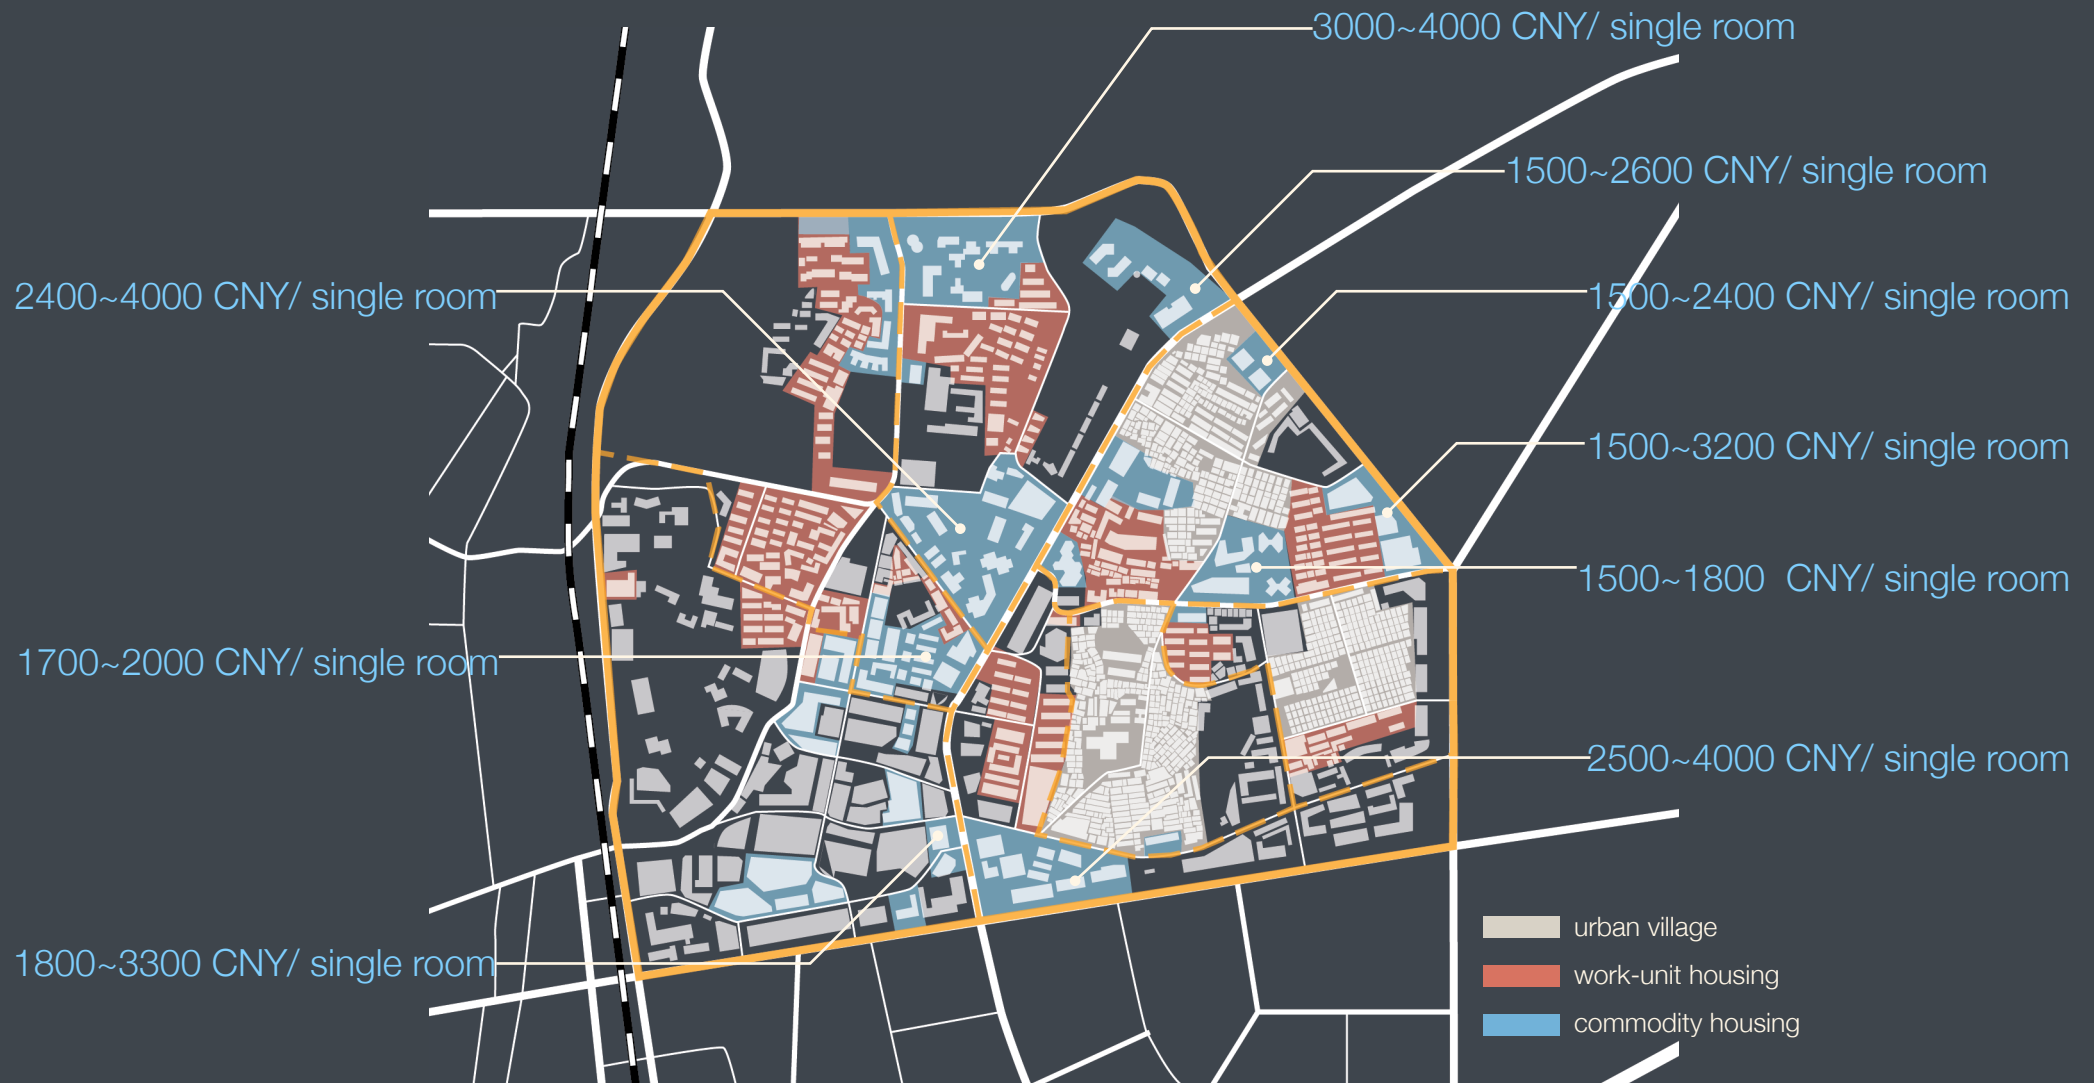 3000~4000 CNY/ single room
1500~2600 CNY/ single room
2400~4000 CNY/ single room
1500~2400 CNY/ single room
1500~3200 CNY/ single room
1500~1800 CNY/ single room
1700~2000 CNY/ single room
2500~4000 CNY/ single room
1800~3300 CNY/ single room
urban village
work-unit housing
commodity housing